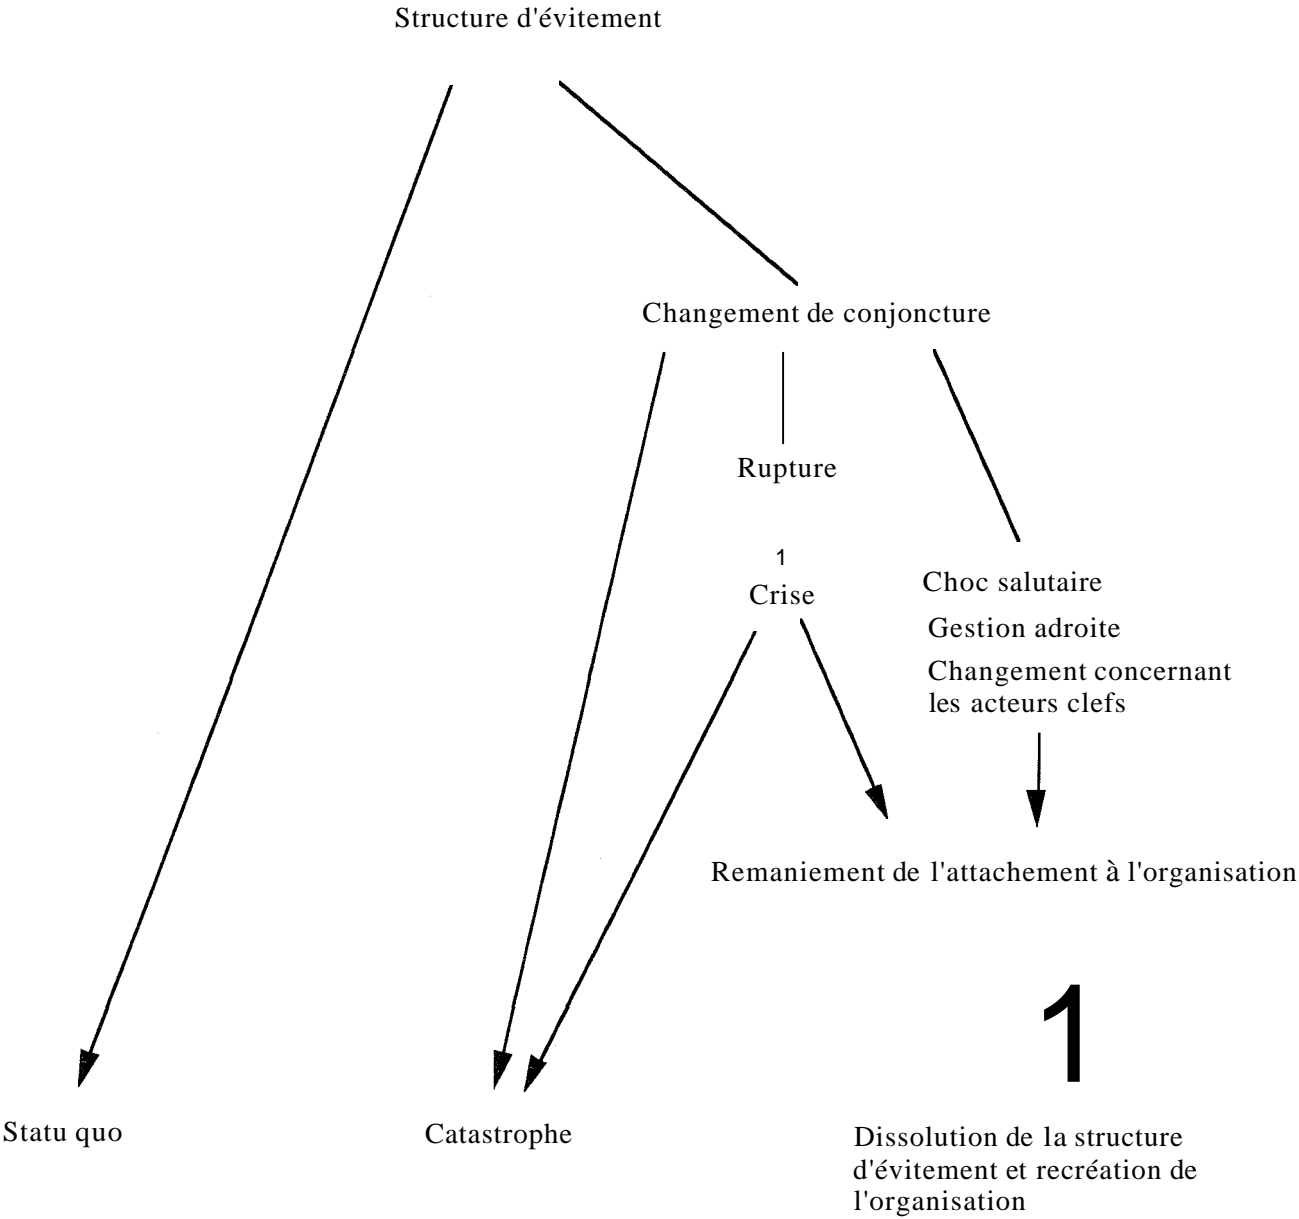 Structure d'évitement
Changement de conjoncture
Rupture
1
Crise
Choc salutaire
Gestion adroite
Changement concernant
les acteurs clefs
Remaniement de l'attachement à l'organisation
1
Statu quo
Catastrophe
Dissolution de la structure
d'évitement et recréation de
l'organisation